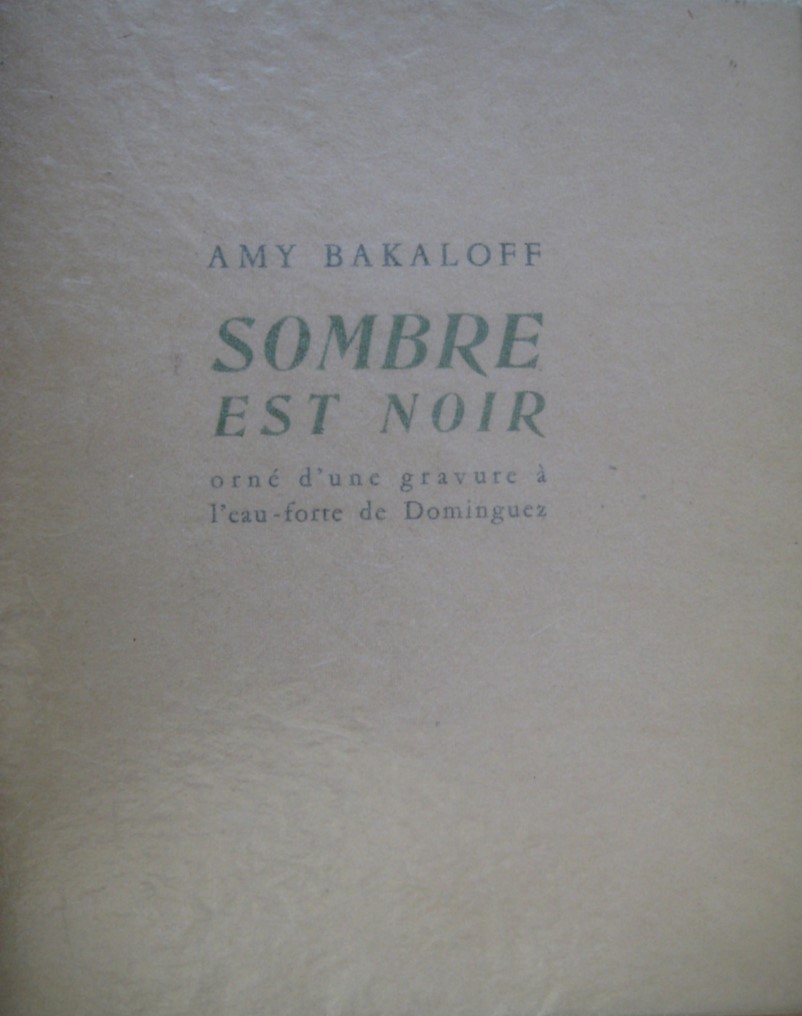 AMY BAKALOFF
SOMBRE
EST NOIR
orné d'une gravure à
l'eau-forte de Dominguez